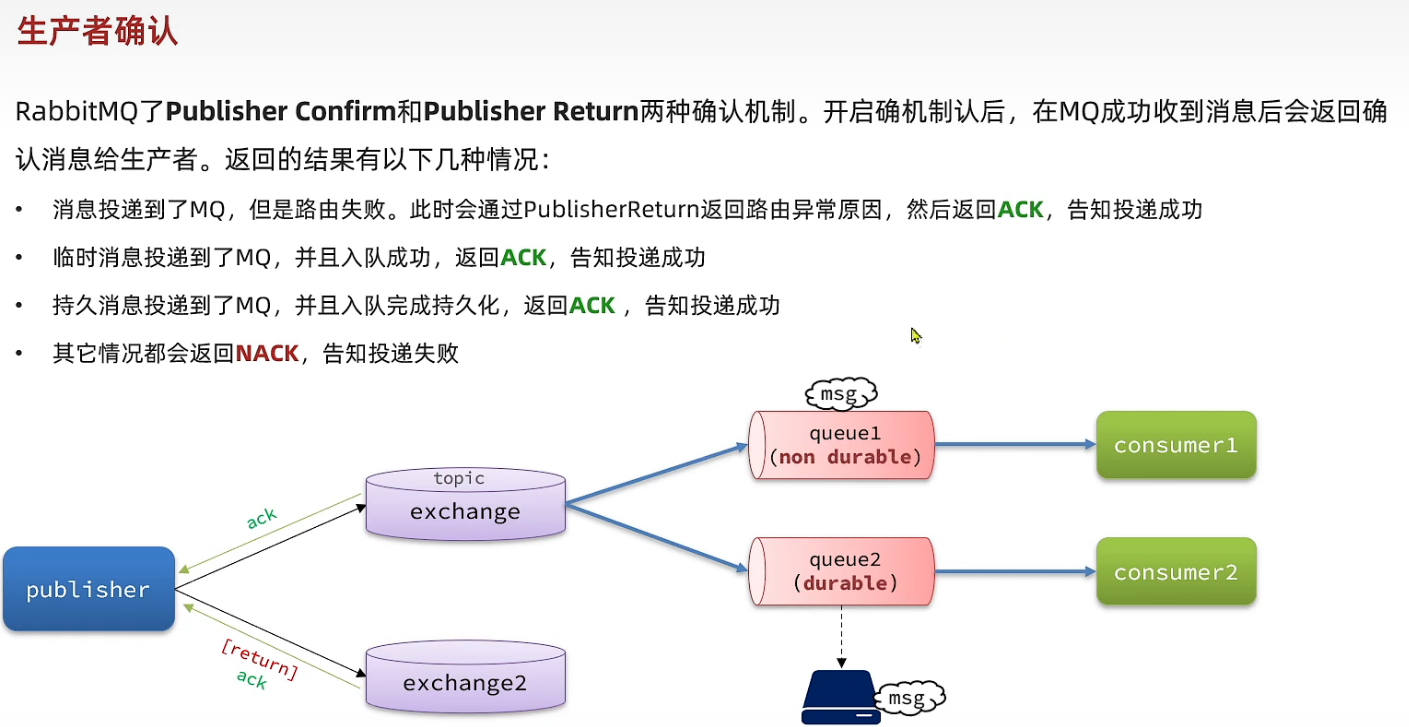 生产者确认
RabbitMQ了Publisher Confirm和Publisher Return两种确认机制。开启确机制认后，在MQ成功收到消息后会返回确
认消息给生产者。返回的结果有以下几种情况：
• 消息投递到了MQ，但是路由失败。此时会通过PublisherReturn返回路由异常原因，然后返回ACK，告知投递成功
• 临时消息投递到了MQ，并且入队成功，返回ACK，告知投递成功
• 持久消息投递到了MQ，并且入队完成持久化，返回ACK ，告知投递成功
• 其它情况都会返回NACK，告知投递失败
msg
queue1
(non durable)
consumer1
topic
exchange
ack
publisher
queue2
(durable)
consumer2
[return]
ack
exchange2
msg